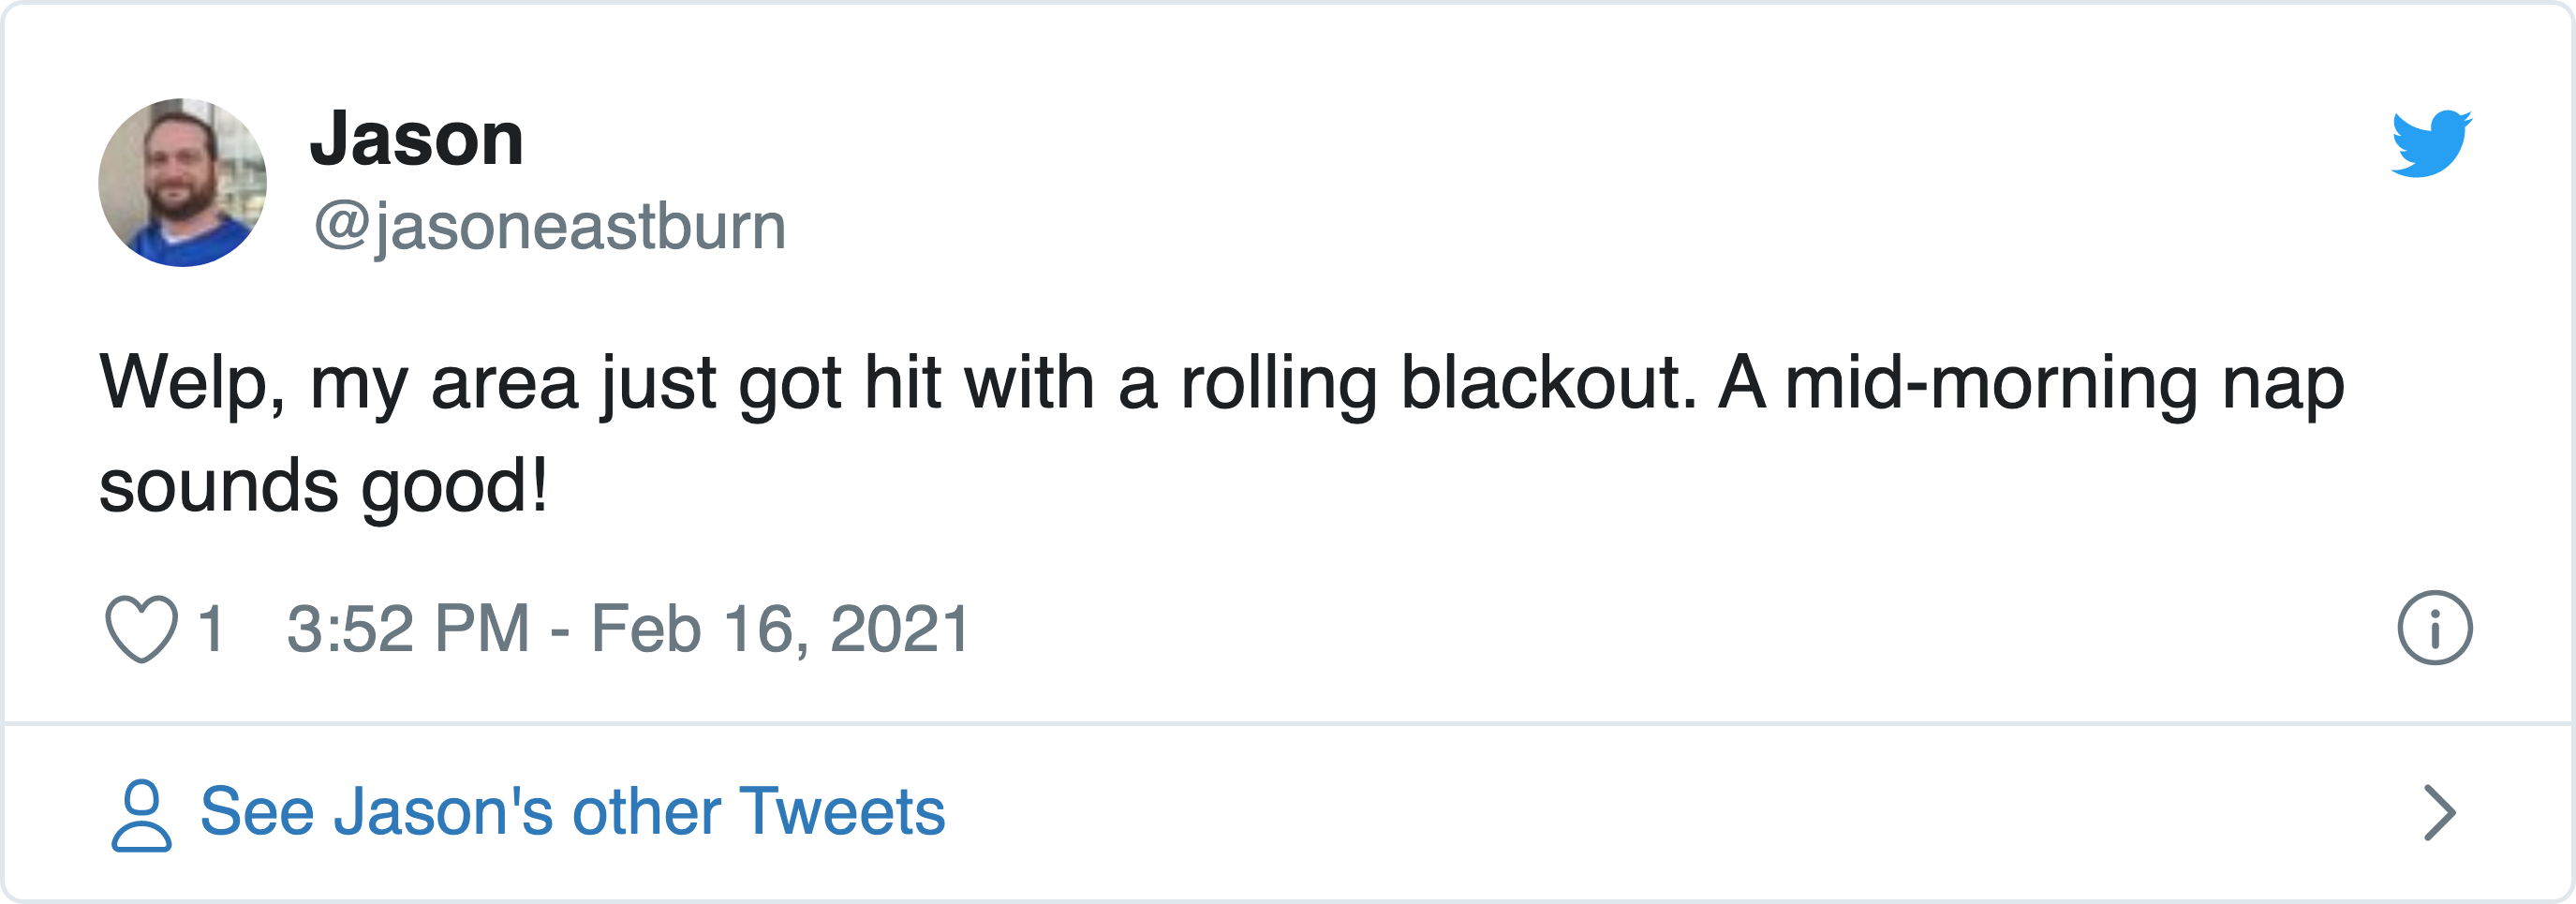 Jason
@jasoneastburn
Welp, my area just got hit with a rolling blackout. A mid-morning nap
sounds good!
1 3:52 PM - Feb 16, 2021
See Jason's other Tweets